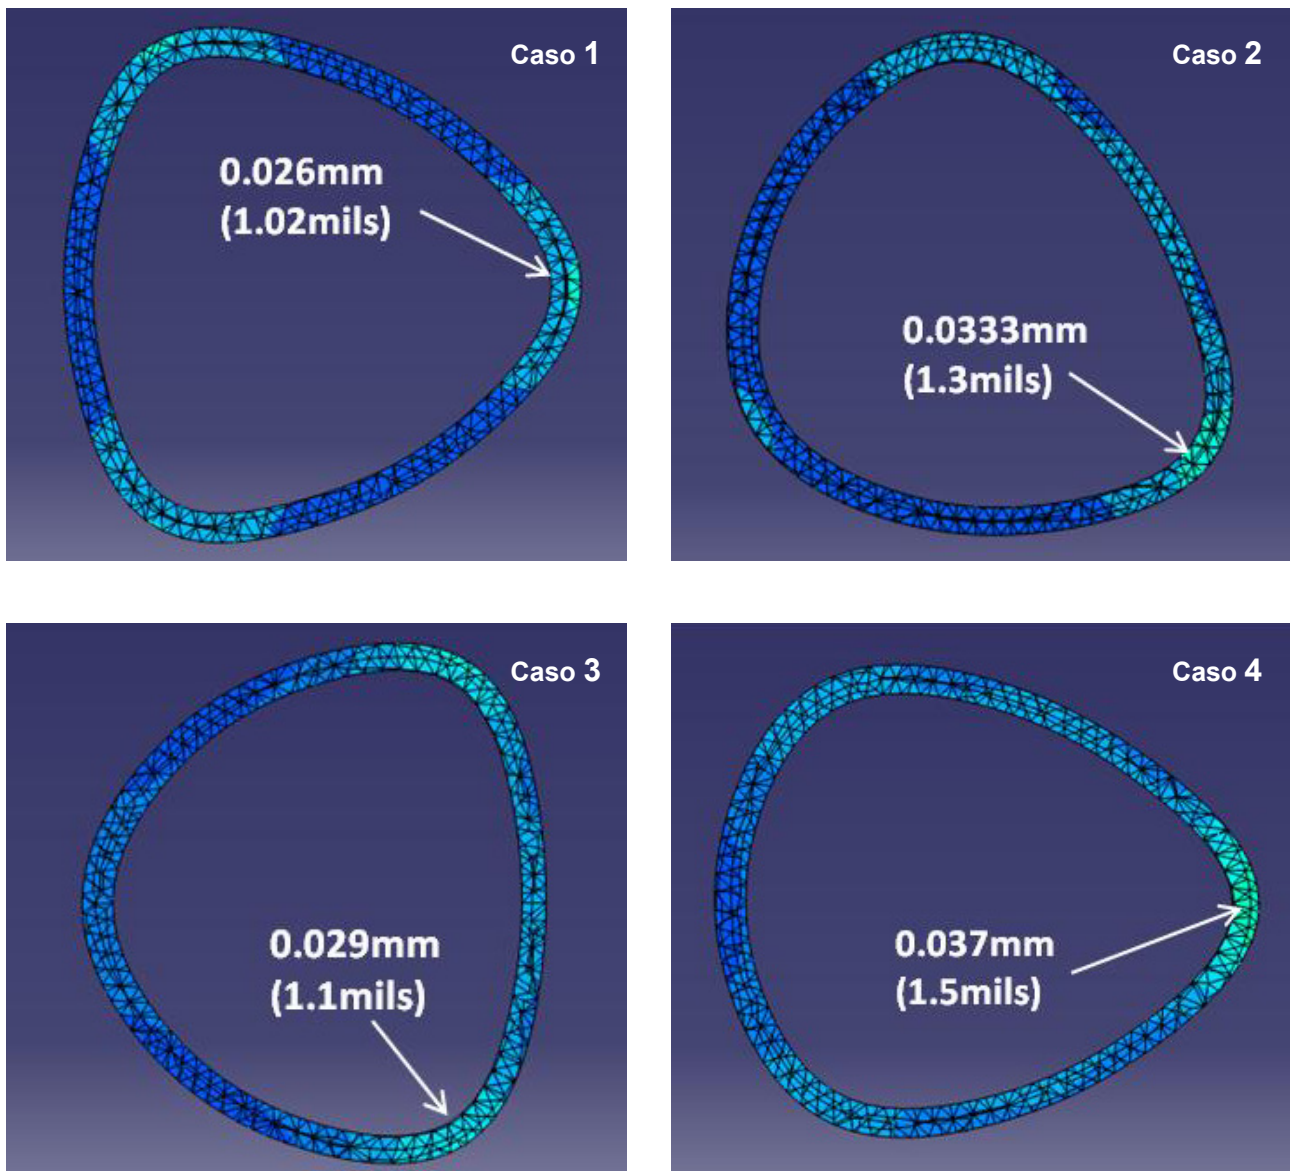 Caso 1
0.026mm
(1.02mils)
Caso 2
0.0333mm
(1.3mils)
Caso 3
0.029mm
(1.1mils)
Caso 4
0.037mm
(1.5mils)